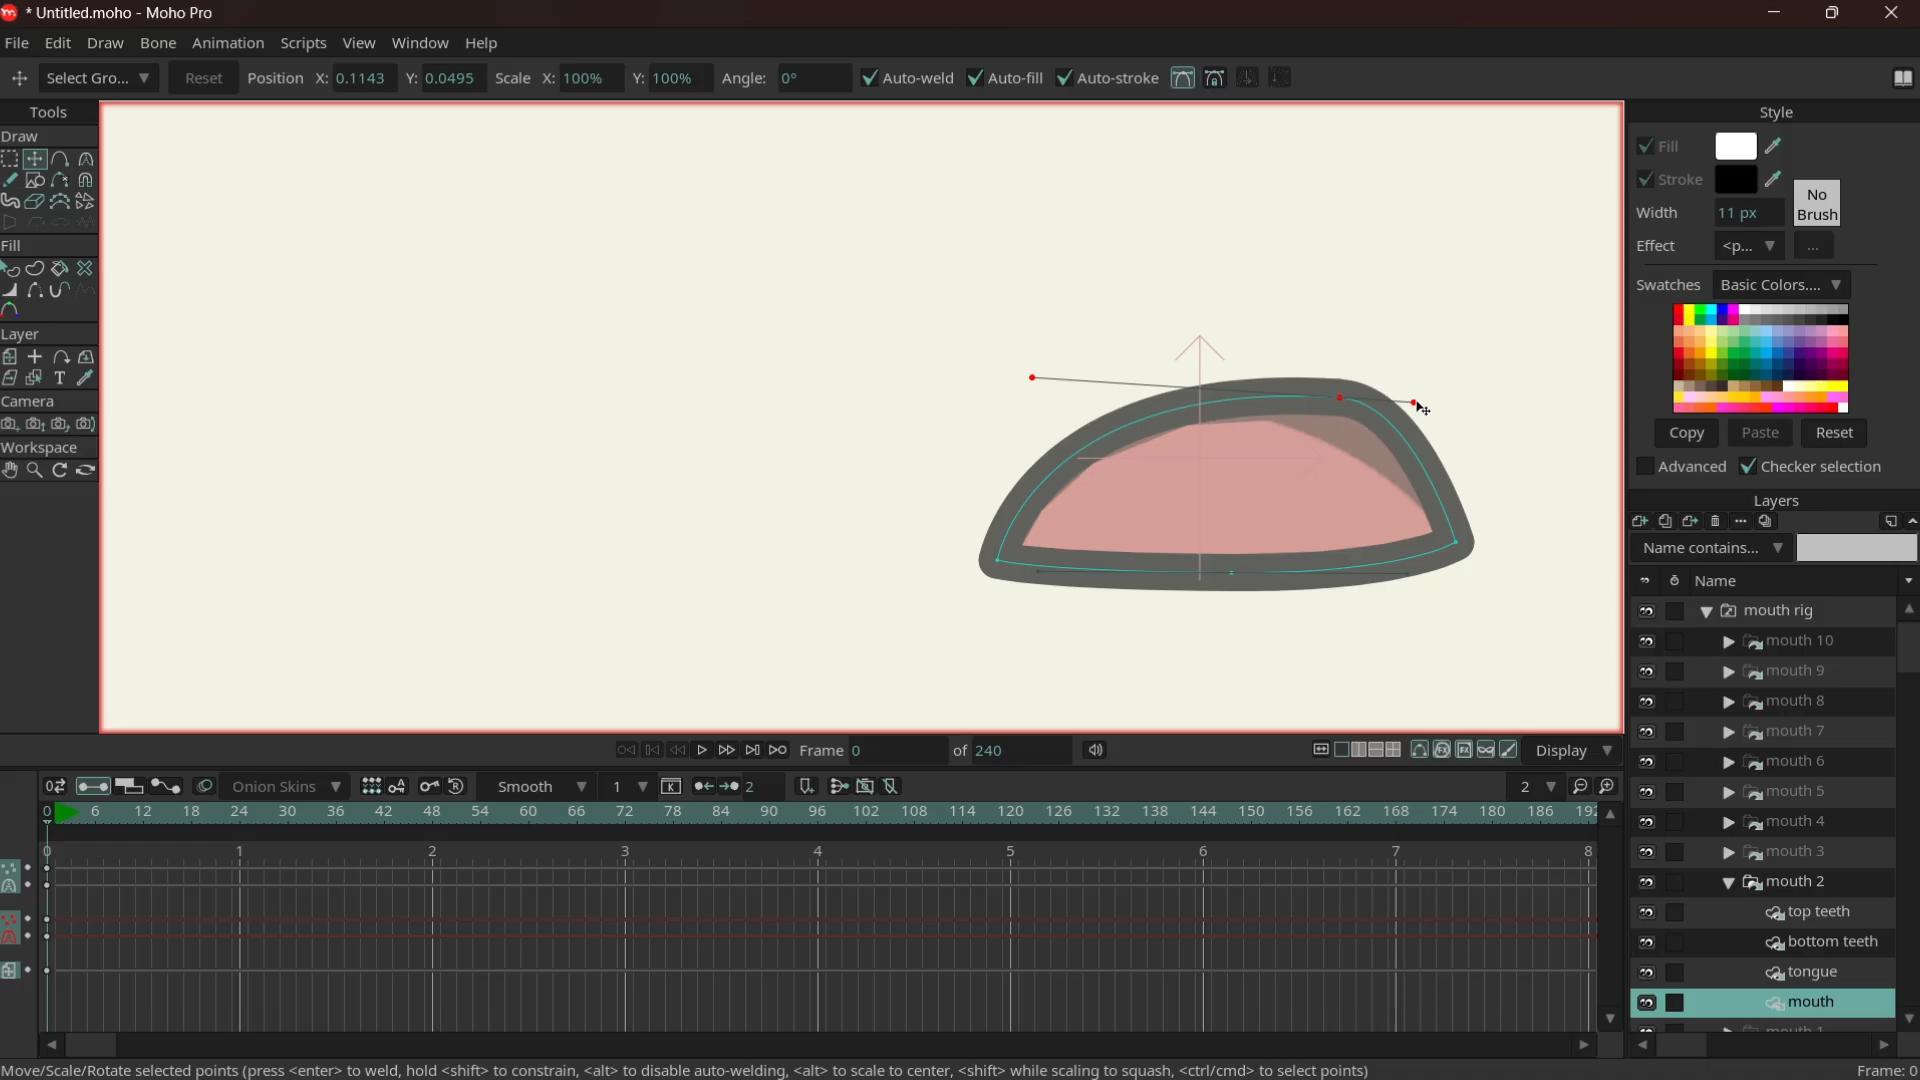 * Untitled.moho - Moho Pro
File Edit Draw Bone Animation Scripts View Window Help
Select Gro... Reset Position X: 0.1143 Y: 0.0495 Scale X: 100% Y: 100% Angle: 0° Auto-weld Auto-fill Auto-stroke
Tools
Draw
Fill
Layer
Camera
Workspace
Style
Fill
Stroke
No
Brush
Width 11 px
Effect <p... ...
Swatches Basic Colors....
Copy Paste Reset
Advanced Checker selection
Layers
Name contains...
Name
mouth rig
mouth 10
mouth 9
mouth 8
mouth 7
mouth 6
mouth 5
mouth 4
mouth 3
mouth 2
top teeth
bottom teeth
tongue
mouth
mouth 1
Frame 0 of 240 Display
Onion Skins Smooth 1 2 2
0 6 12 18 24 30 36 42 48 54 60 66 72 78 84 90 96 102 108 114 120 126 132 138 144 150 156 162 168 174 180 186 192
0 1 2 3 4 5 6 7 8
Move/Scale/Rotate selected points (press <enter> to weld, hold <shift> to constrain, <alt> to disable auto-welding, <alt> to scale to center, <shift> while scaling to squash, <ctrl/cmd> to select points) Frame: 0